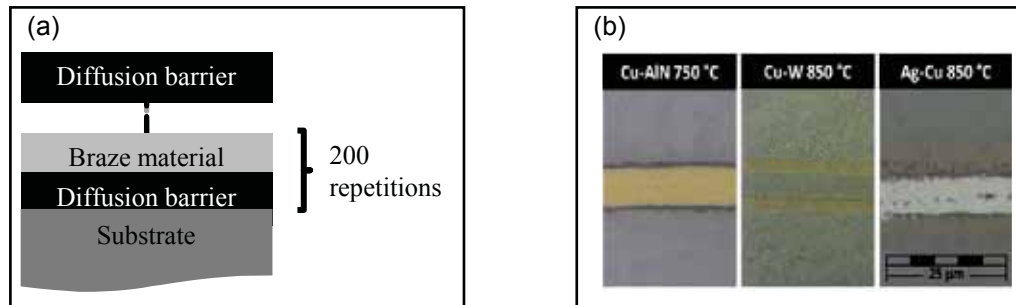 (a)
Diffusion barrier
Braze material
Diffusion barrier
Substrate
200
repetitions
(b)
Cu-AlN 750 °C
Cu-W 850 °C
Ag-Cu 850 °C
25 µm